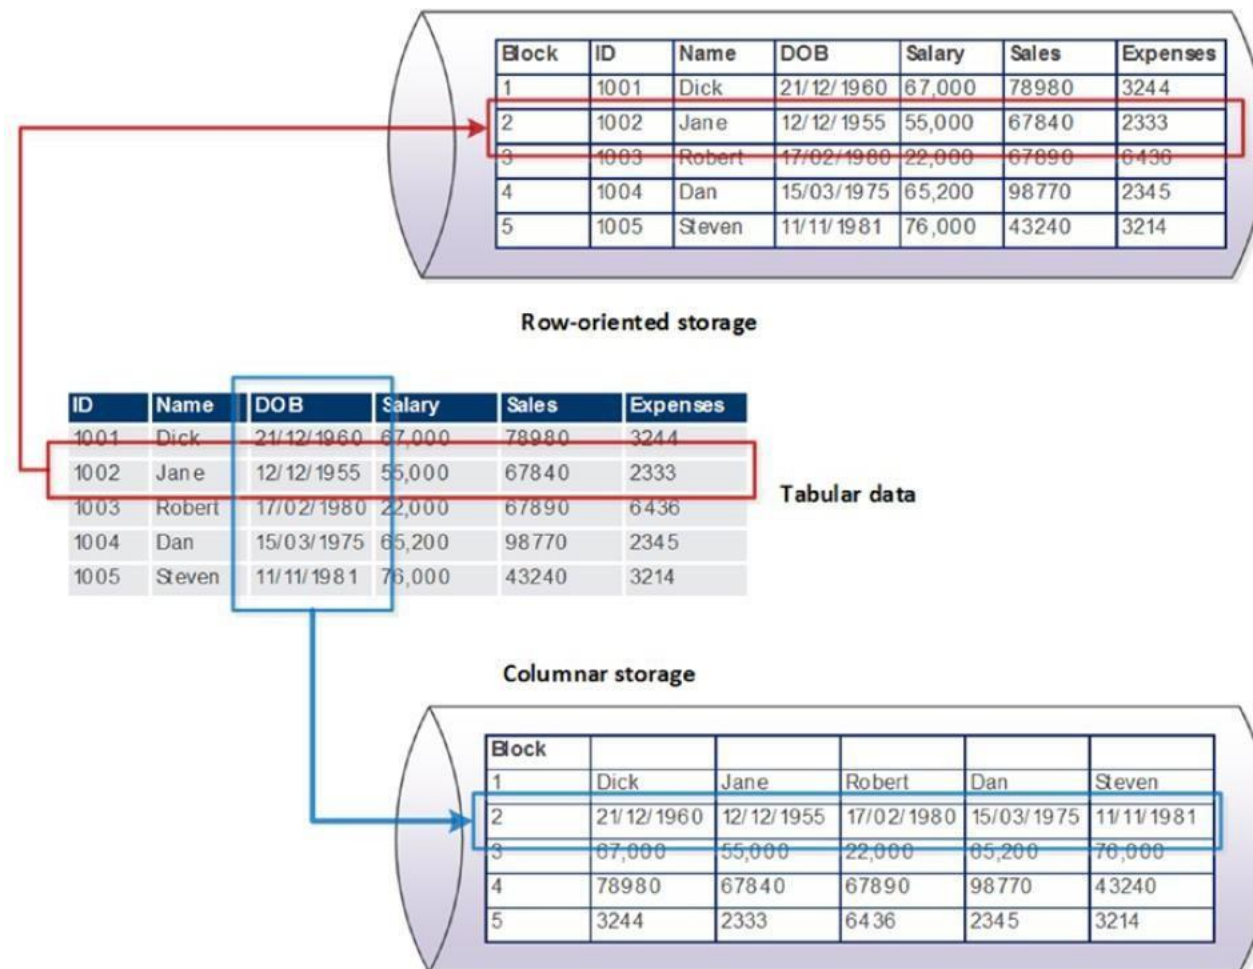 Block ID Name DOB Salary Sales Expenses
1 1001 Dick 21/12/1960 67,000 78980 3244
2 1002 Jane 12/12/1955 55,000 67840 2333
3 1003 Robert 17/02/1980 22,000 67890 6436
4 1004 Dan 15/03/1975 65,200 98770 2345
5 1005 Steven 11/11/1981 76,000 43240 3214
Row-oriented storage
ID Name DOB Salary Sales Expenses
1001 Dick 21/12/1960 67,000 78980 3244
1002 Jane 12/12/1955 55,000 67840 2333
1003 Robert 17/02/1980 22,000 67890 6436
1004 Dan 15/03/1975 65,200 98770 2345
1005 Steven 11/11/1981 76,000 43240 3214
Tabular data
Columnar storage
Block
1 Dick Jane Robert Dan Steven
2 21/12/1960 12/12/1955 17/02/1980 15/03/1975 11/11/1981
3 67,000 55,000 22,000 65,200 76,000
4 78980 67840 67890 98770 43240
5 3244 2333 6436 2345 3214